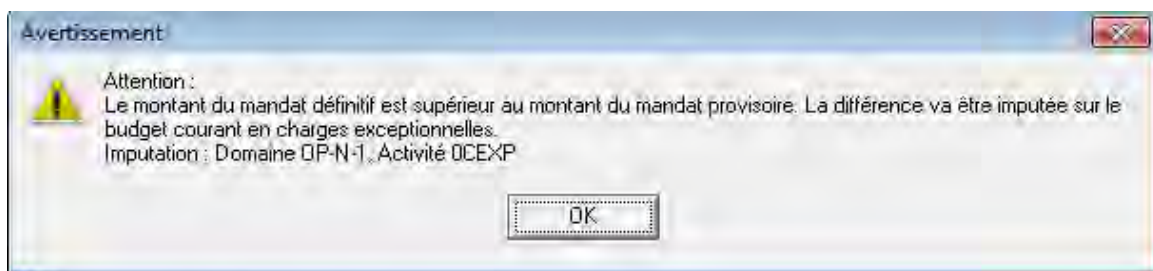 Avertissement
Attention :
Le montant du mandat définitif est supérieur au montant du mandat provisoire. La différence va être imputée sur le
budget courant en charges exceptionnelles.
Imputation : Domaine OP-N-1, Activité 0CEXP
OK